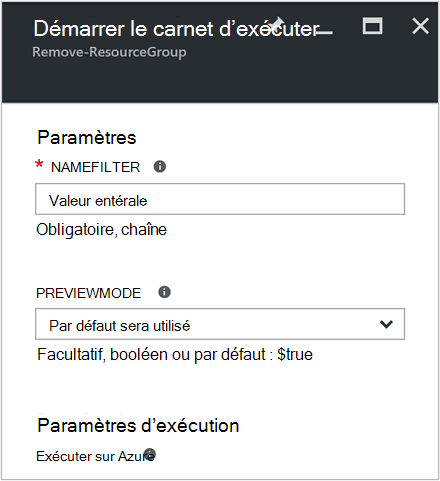 Démarrer le carnet d'exécuter
Remove-ResourceGroup
Paramètres
* NAMEFILTER
Valeur entérale
Obligatoire, chaîne
PREVIEWMODE
Par défaut sera utilisé
Facultatif, booléen ou par défaut : $true
Paramètres d'exécution
Exécuter sur Azure